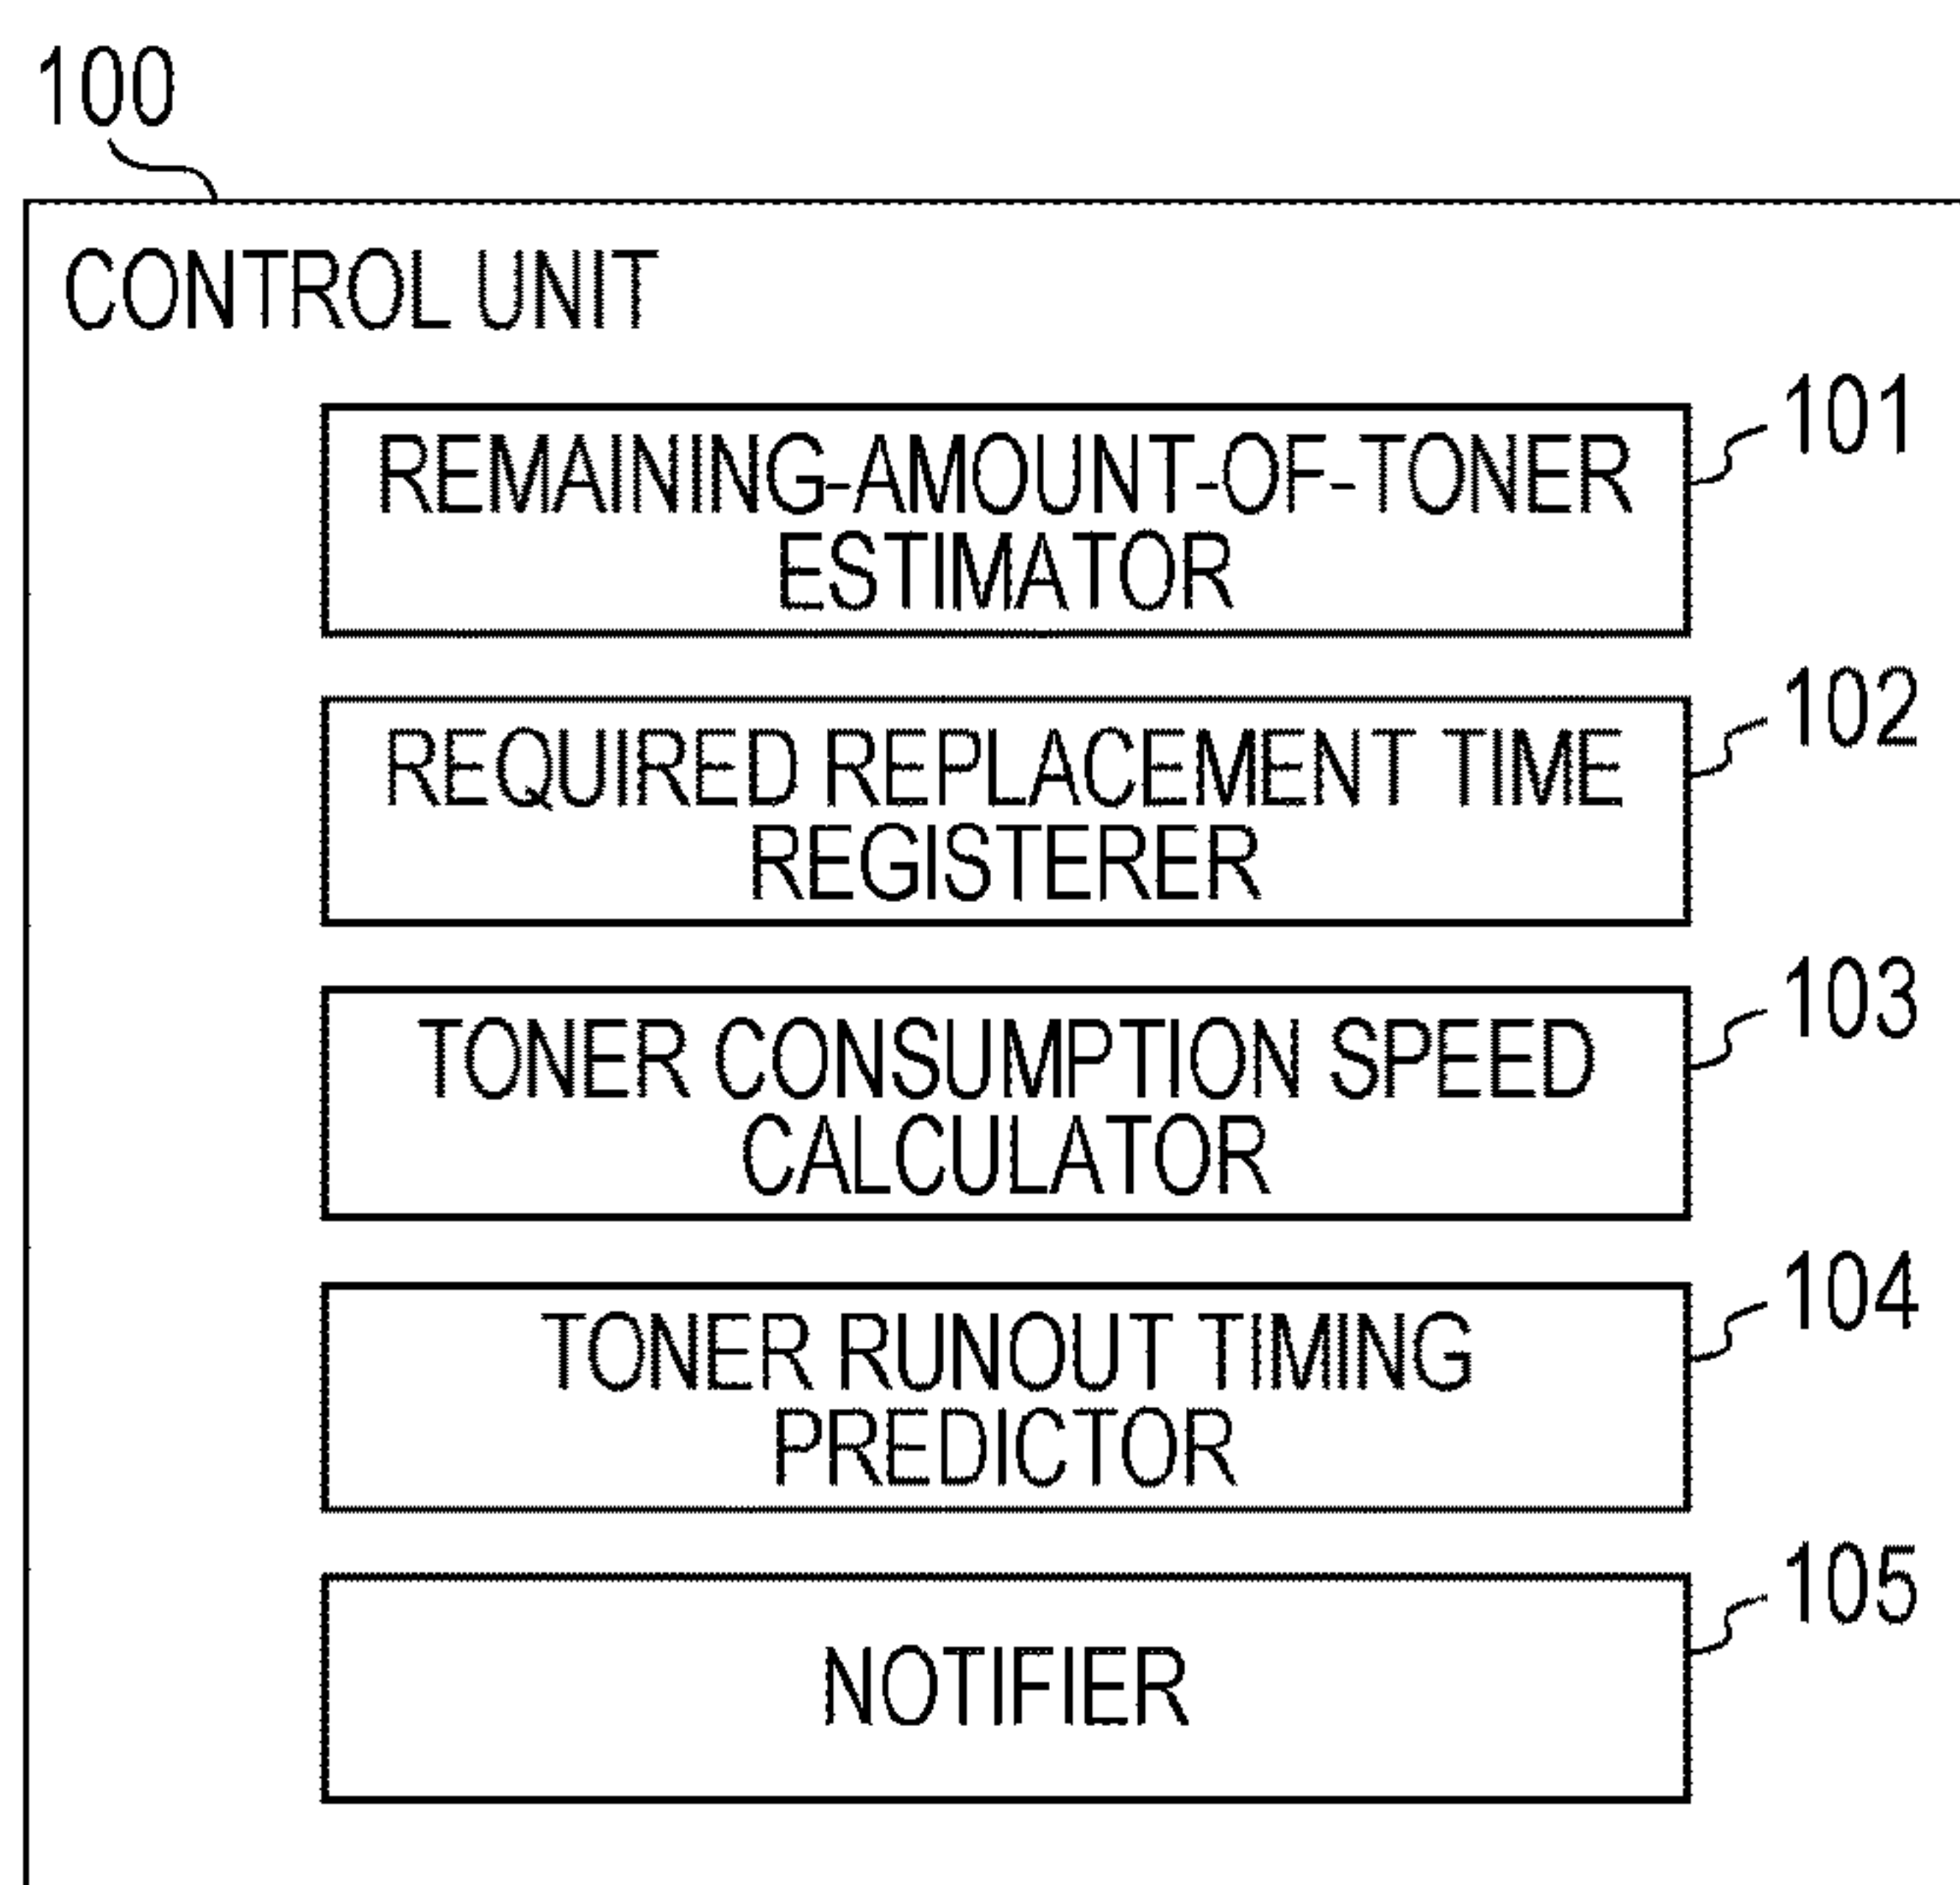 100
CONTROL UNIT
101
REMAINING-AMOUNT-OF-TONER
ESTIMATOR
102
REQUIRED REPLACEMENT TIME
REGISTERER
103
TONER CONSUMPTION SPEED
CALCULATOR
104
TONER RUNOUT TIMING
PREDICTOR
105
NOTIFIER